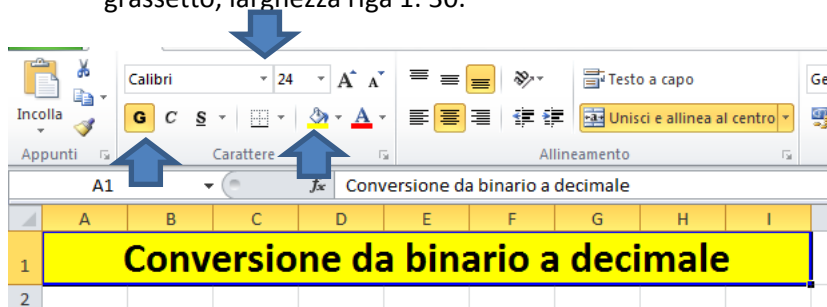 grassetto, larghezza riga 1: 30.
Calibri 24 A A Testo a capo Ge
Incolla G C S A Unisci e allinea al centro
Appunti Carattere Allineamento
A1 fx Conversione da binario a decimale
A B C D E F G H I
1 Conversione da binario a decimale
2